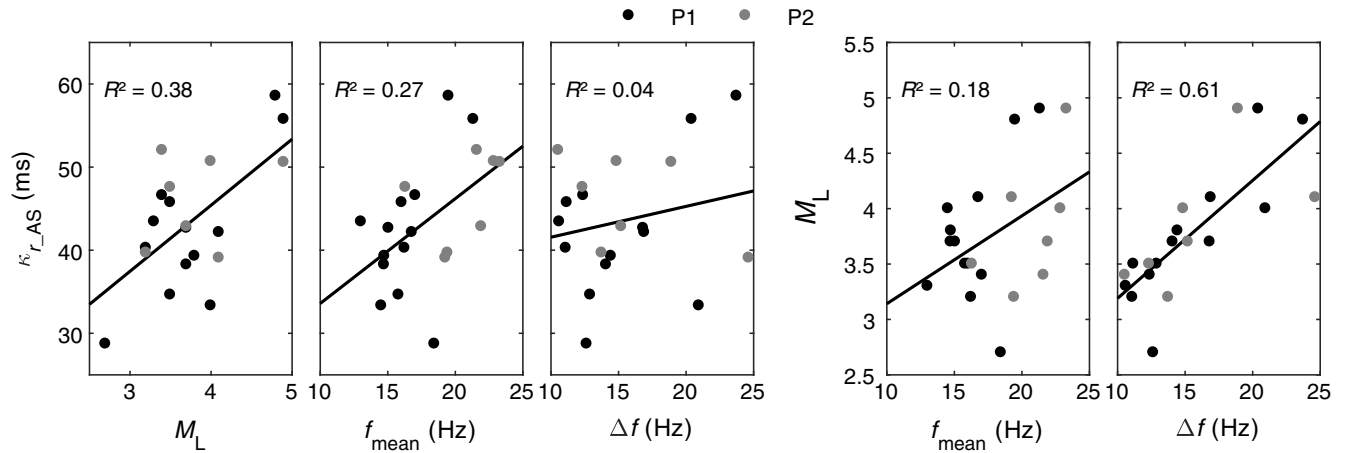 P1 P2
R² = 0.38
R² = 0.27
R² = 0.04
R² = 0.18
R² = 0.61
κr_AS (ms)
60
50
40
30
3 4 5
ML
10 15 20 25
fmean (Hz)
10 15 20 25
Δf (Hz)
ML
5.5
5
4.5
4
3.5
3
2.5
10 15 20 25
fmean (Hz)
10 15 20 25
Δf (Hz)